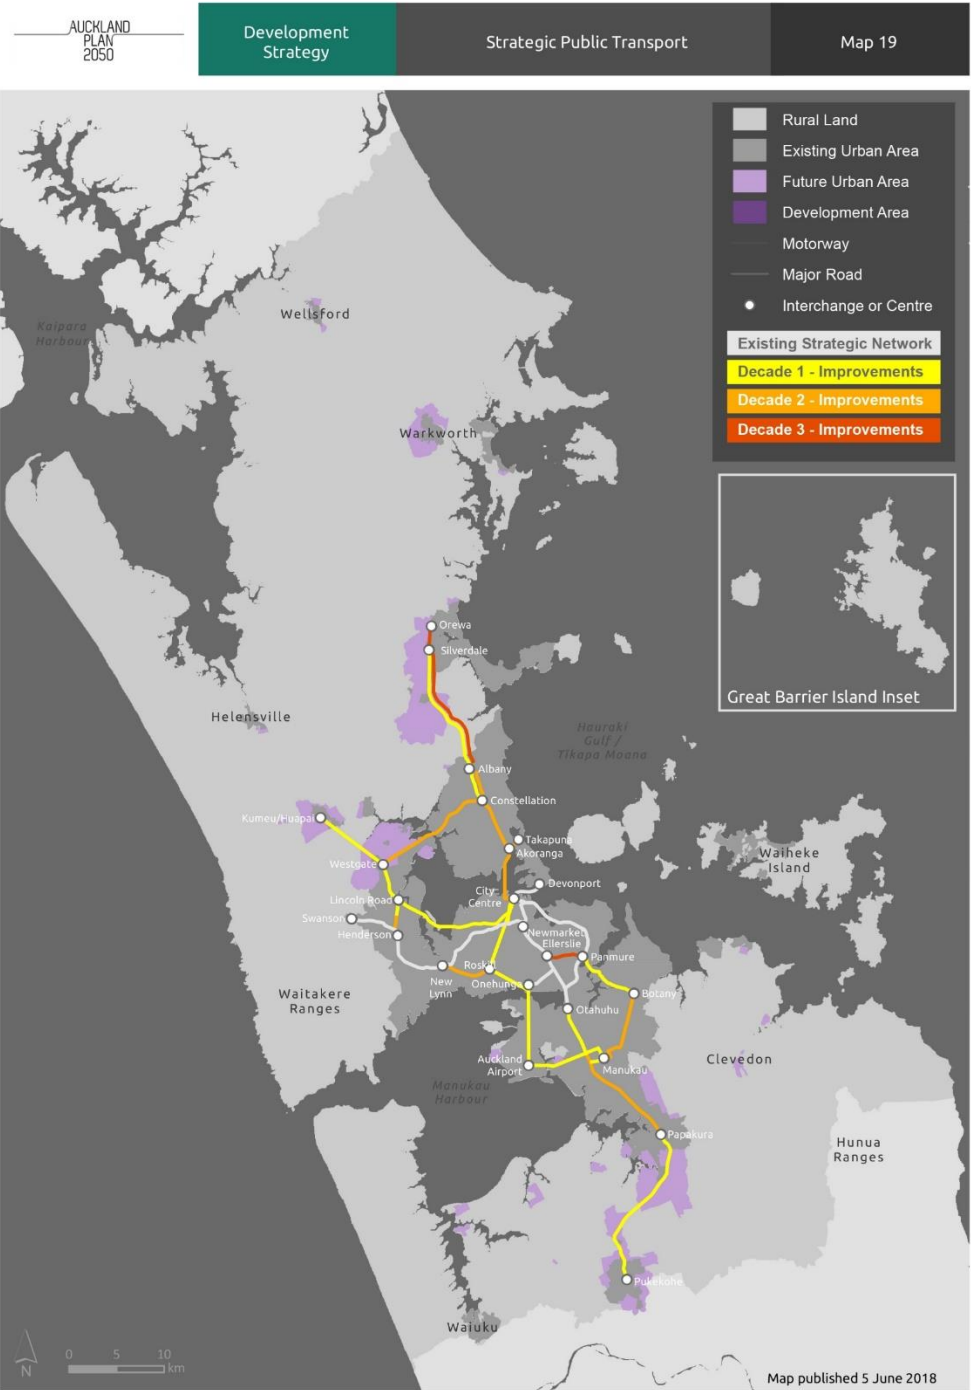 AUCKLAND
PLAN
2050
Development
Strategy
Strategic Public Transport
Map 19
Rural Land
Existing Urban Area
Future Urban Area
Development Area
Motorway
Major Road
Interchange or Centre
Existing Strategic Network
Decade 1 - Improvements
Decade 2 - Improvements
Decade 3 - Improvements
Great Barrier Island Inset
Wellsford
Kaipara
Harbour
Warkworth
Orewa
Silverdale
Helensville
Hauraki
Gulf /
Tikapa Moana
Albany
Constellation
Kumeu/Huapai
Takapuna
Akoranga
Westgate
Waiheke
Island
Devonport
City
Centre
Lincoln Road
Swanson
Henderson
Newmarket
Ellerslie
Panmure
Roskill
New
Lynn
Onehunga
Botany
Waitakere
Ranges
Otahuhu
Auckland
Airport
Manukau
Clevedon
Manukau
Harbour
Papakura
Hunua
Ranges
Pukekohe
Waiuku
N
0 5 10
km
Map published 5 June 2018